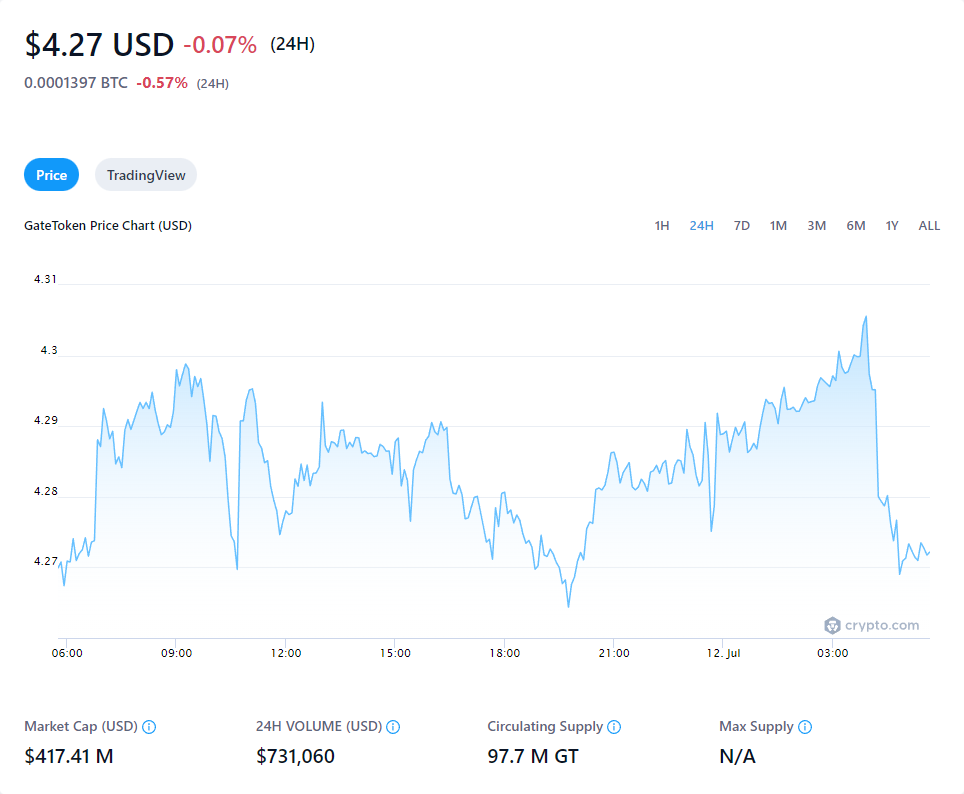 $4.27 USD -0.07% (24H)
0.0001397 BTC -0.57% (24H)
Price TradingView
GateToken Price Chart (USD) 1H 24H 7D 1M 3M 6M 1Y ALL
4.31
4.3
4.29
4.28
4.27
crypto.com
06:00 09:00 12:00 15:00 18:00 21:00 12. Jul 03:00
Market Cap (USD) 24H VOLUME (USD) Circulating Supply Max Supply
$417.41 M $731,060 97.7 M GT N/A